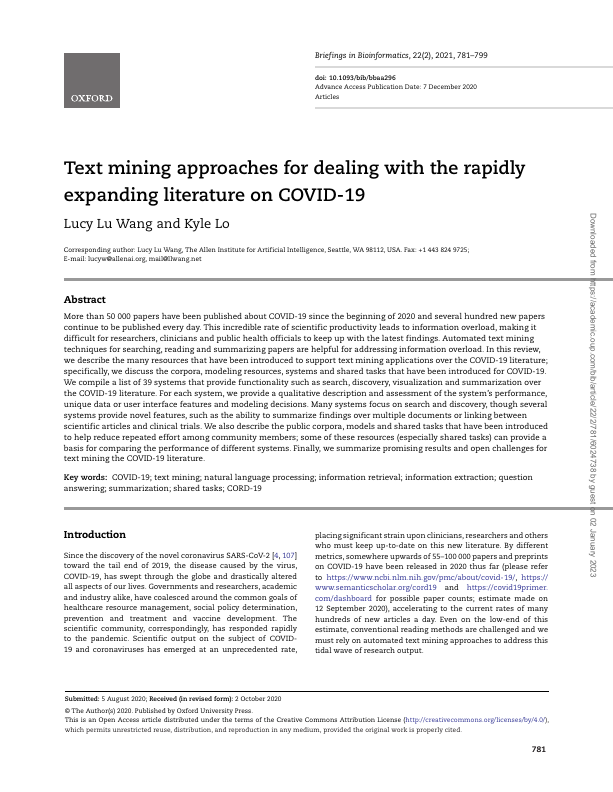 OXFORD
Briefings in Bioinformatics, 22(2), 2021, 781–799
doi: 10.1093/bib/bbaa296
Advance Access Publication Date: 7 December 2020
Articles
Text mining approaches for dealing with the rapidly
expanding literature on COVID-19
Lucy Lu Wang and Kyle Lo
Corresponding author: Lucy Lu Wang, The Allen Institute for Artificial Intelligence, Seattle, WA 98112, USA. Fax: +1 443 824 9725;
E-mail: lucyw@allenai.org, mail@llwang.net
Abstract
More than 50 000 papers have been published about COVID-19 since the beginning of 2020 and several hundred new papers
continue to be published every day. This incredible rate of scientific productivity leads to information overload, making it
difficult for researchers, clinicians and public health officials to keep up with the latest findings. Automated text mining
techniques for searching, reading and summarizing papers are helpful for addressing information overload. In this review,
we describe the many resources that have been introduced to support text mining applications over the COVID-19 literature;
specifically, we discuss the corpora, modeling resources, systems and shared tasks that have been introduced for COVID-19.
We compile a list of 39 systems that provide functionality such as search, discovery, visualization and summarization over
the COVID-19 literature. For each system, we provide a qualitative description and assessment of the system's performance,
unique data or user interface features and modeling decisions. Many systems focus on search and discovery, though several
systems provide novel features, such as the ability to summarize findings over multiple documents or linking between
scientific articles and clinical trials. We also describe the public corpora, models and shared tasks that have been introduced
to help reduce repeated effort among community members; some of these resources (especially shared tasks) can provide a
basis for comparing the performance of different systems. Finally, we summarize promising results and open challenges for
text mining the COVID-19 literature.
Key words: COVID-19; text mining; natural language processing; information retrieval; information extraction; question
answering; summarization; shared tasks; CORD-19
Introduction
Since the discovery of the novel coronavirus SARS-CoV-2 [4, 107]
toward the tail end of 2019, the disease caused by the virus,
COVID-19, has swept through the globe and drastically altered
all aspects of our lives. Governments and researchers, academic
and industry alike, have coalesced around the common goals of
healthcare resource management, social policy determination,
prevention and treatment and vaccine development. The
scientific community, correspondingly, has responded rapidly
to the pandemic. Scientific output on the subject of COVID-
19 and coronaviruses has emerged at an unprecedented rate,
placing significant strain upon clinicians, researchers and others
who must keep up-to-date on this new literature. By different
metrics, somewhere upwards of 55–100 000 papers and preprints
on COVID-19 have been released in 2020 thus far (please refer
to https://www.ncbi.nlm.nih.gov/pmc/about/covid-19/, https://
www.semanticscholar.org/cord19 and https://covid19primer.
com/dashboard for possible paper counts; estimate made on
12 September 2020), accelerating to the current rates of many
hundreds of new articles a day. Even on the low-end of this
estimate, conventional reading methods are challenged and we
must rely on automated text mining approaches to address this
tidal wave of research output.
Submitted: 5 August 2020; Received (in revised form): 2 October 2020
© The Author(s) 2020. Published by Oxford University Press.
This is an Open Access article distributed under the terms of the Creative Commons Attribution License (http://creativecommons.org/licenses/by/4.0/),
which permits unrestricted reuse, distribution, and reproduction in any medium, provided the original work is properly cited.
781
Downloaded from https://academic.oup.com/bib/article/22/2/781/6024738 by guest on 02 January 2023